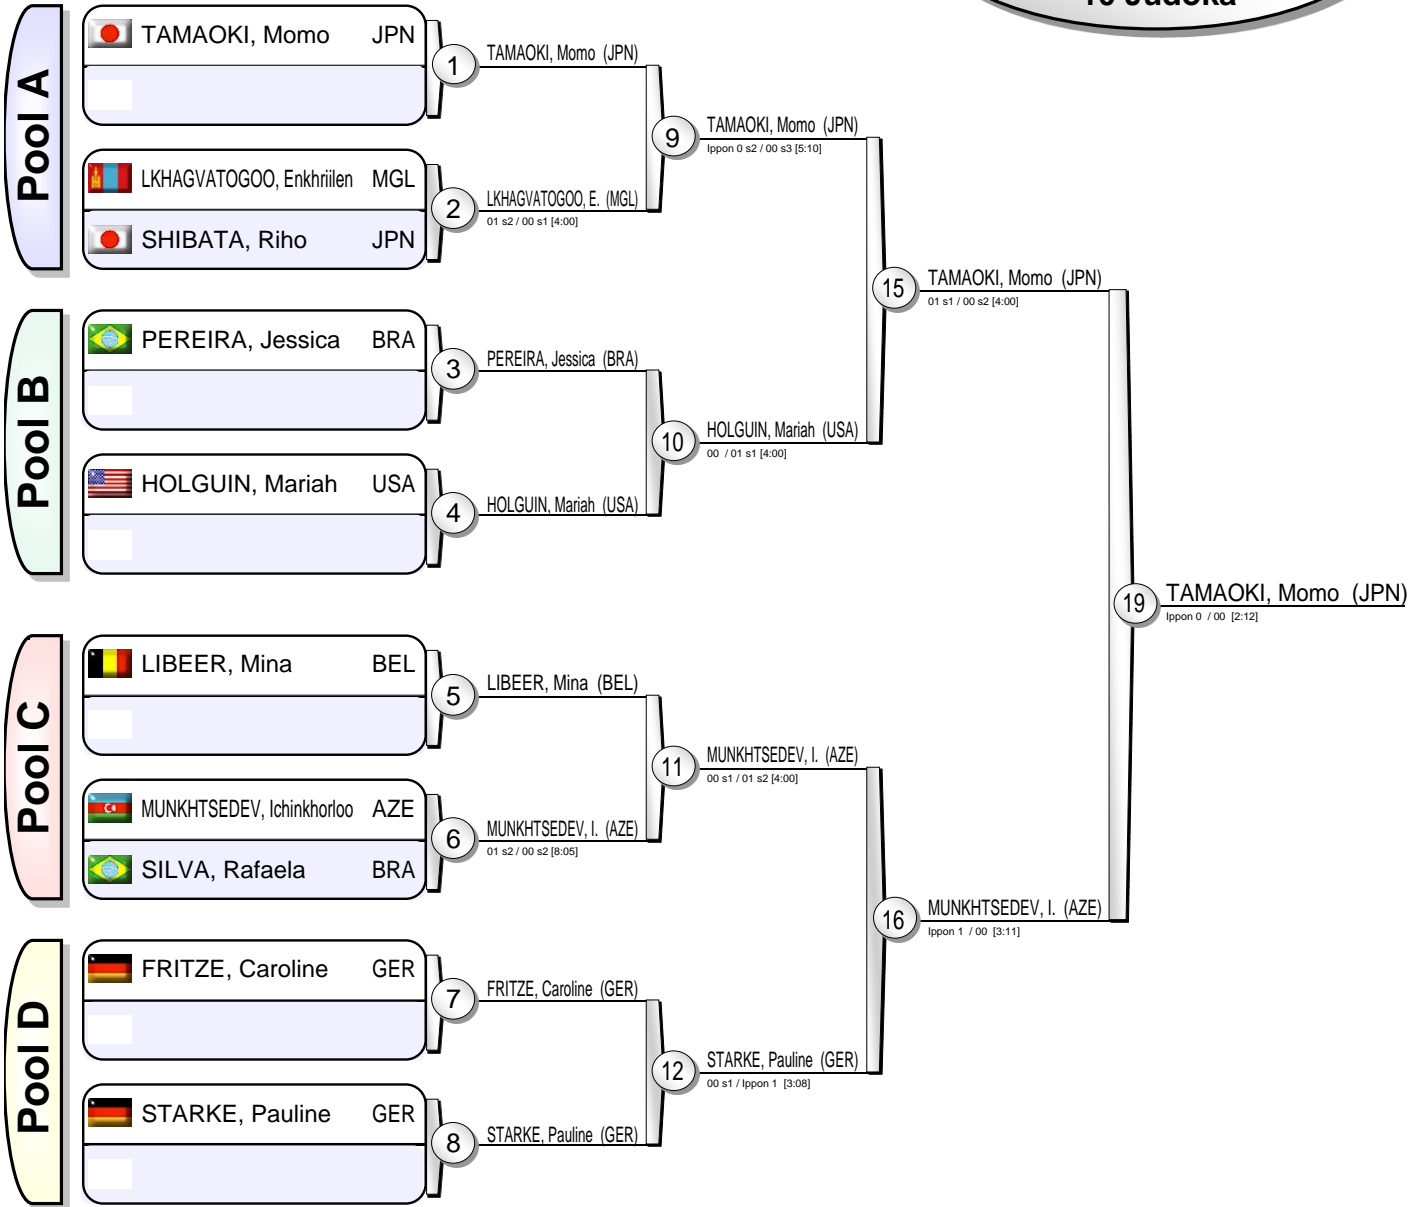 10 Judoka
Pool A
TAMAOKI, Momo JPN
LKHAGVATOGOO, Enkhriilen MGL
SHIBATA, Riho JPN
1
TAMAOKI, Momo (JPN)
2
LKHAGVATOGOO, E. (MGL)
01 s2 / 00 s1 [4:00]
9
TAMAOKI, Momo (JPN)
Ippon 0 s2 / 00 s3 [5:10]
Pool B
PEREIRA, Jessica BRA
HOLGUIN, Mariah USA
3
PEREIRA, Jessica (BRA)
4
HOLGUIN, Mariah (USA)
10
HOLGUIN, Mariah (USA)
00 / 01 s1 [4:00]
15
TAMAOKI, Momo (JPN)
01 s1 / 00 s2 [4:00]
Pool C
LIBEER, Mina BEL
MUNKHTSEDEV, Ichinkhorloo AZE
SILVA, Rafaela BRA
5
LIBEER, Mina (BEL)
6
MUNKHTSEDEV, I. (AZE)
01 s2 / 00 s2 [8:05]
11
MUNKHTSEDEV, I. (AZE)
00 s1 / 01 s2 [4:00]
Pool D
FRITZE, Caroline GER
STARKE, Pauline GER
7
FRITZE, Caroline (GER)
8
STARKE, Pauline (GER)
12
STARKE, Pauline (GER)
00 s1 / Ippon 1 [3:08]
16
MUNKHTSEDEV, I. (AZE)
Ippon 1 / 00 [3:11]
19
TAMAOKI, Momo (JPN)
Ippon 0 / 00 [2:12]